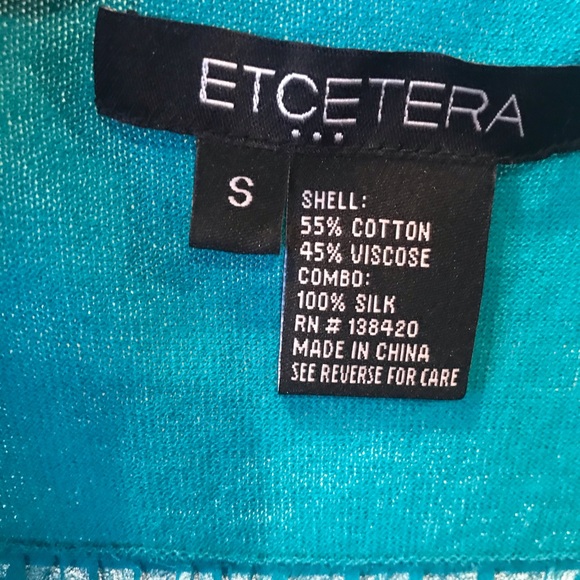 ETCETERA
...
S
SHELL:
55% COTTON
45% VISCOSE
COMBO:
100% SILK
RN # 138420
MADE IN CHINA
SEE REVERSE FOR CARE